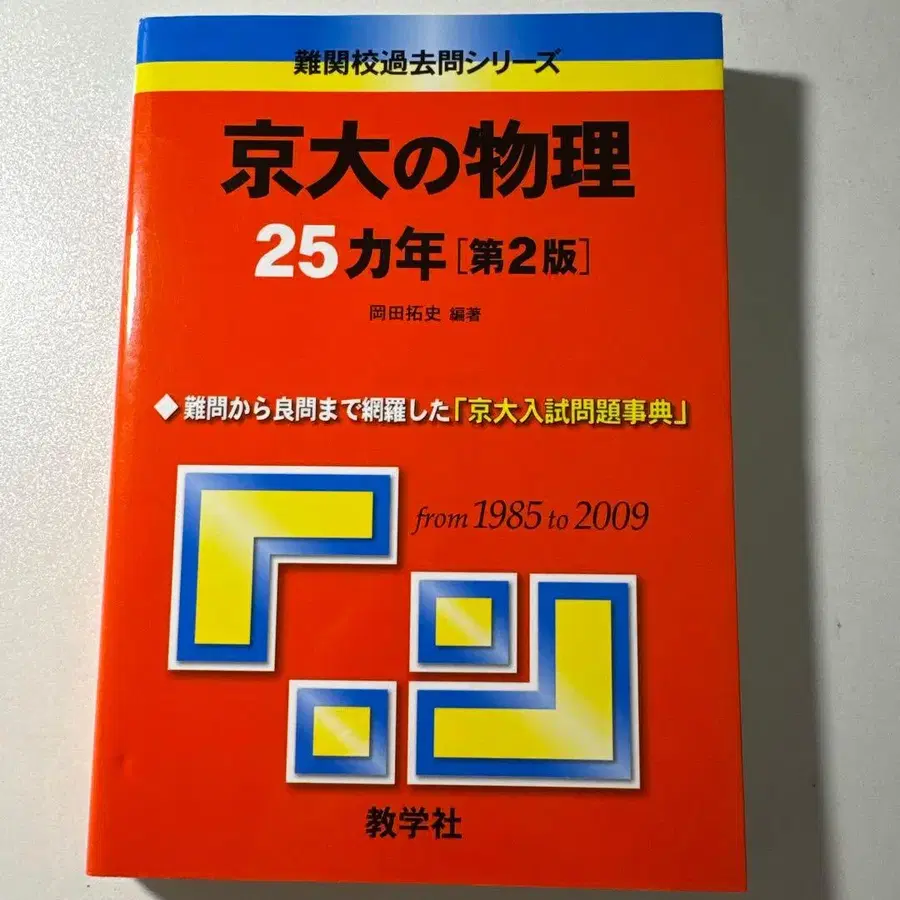 難関校過去問シリーズ
京大の物理
25カ年[第2版]
岡田拓史 編著
◆難問から良問まで網羅した「京大入試問題事典」
from 1985 to 2009
教学社